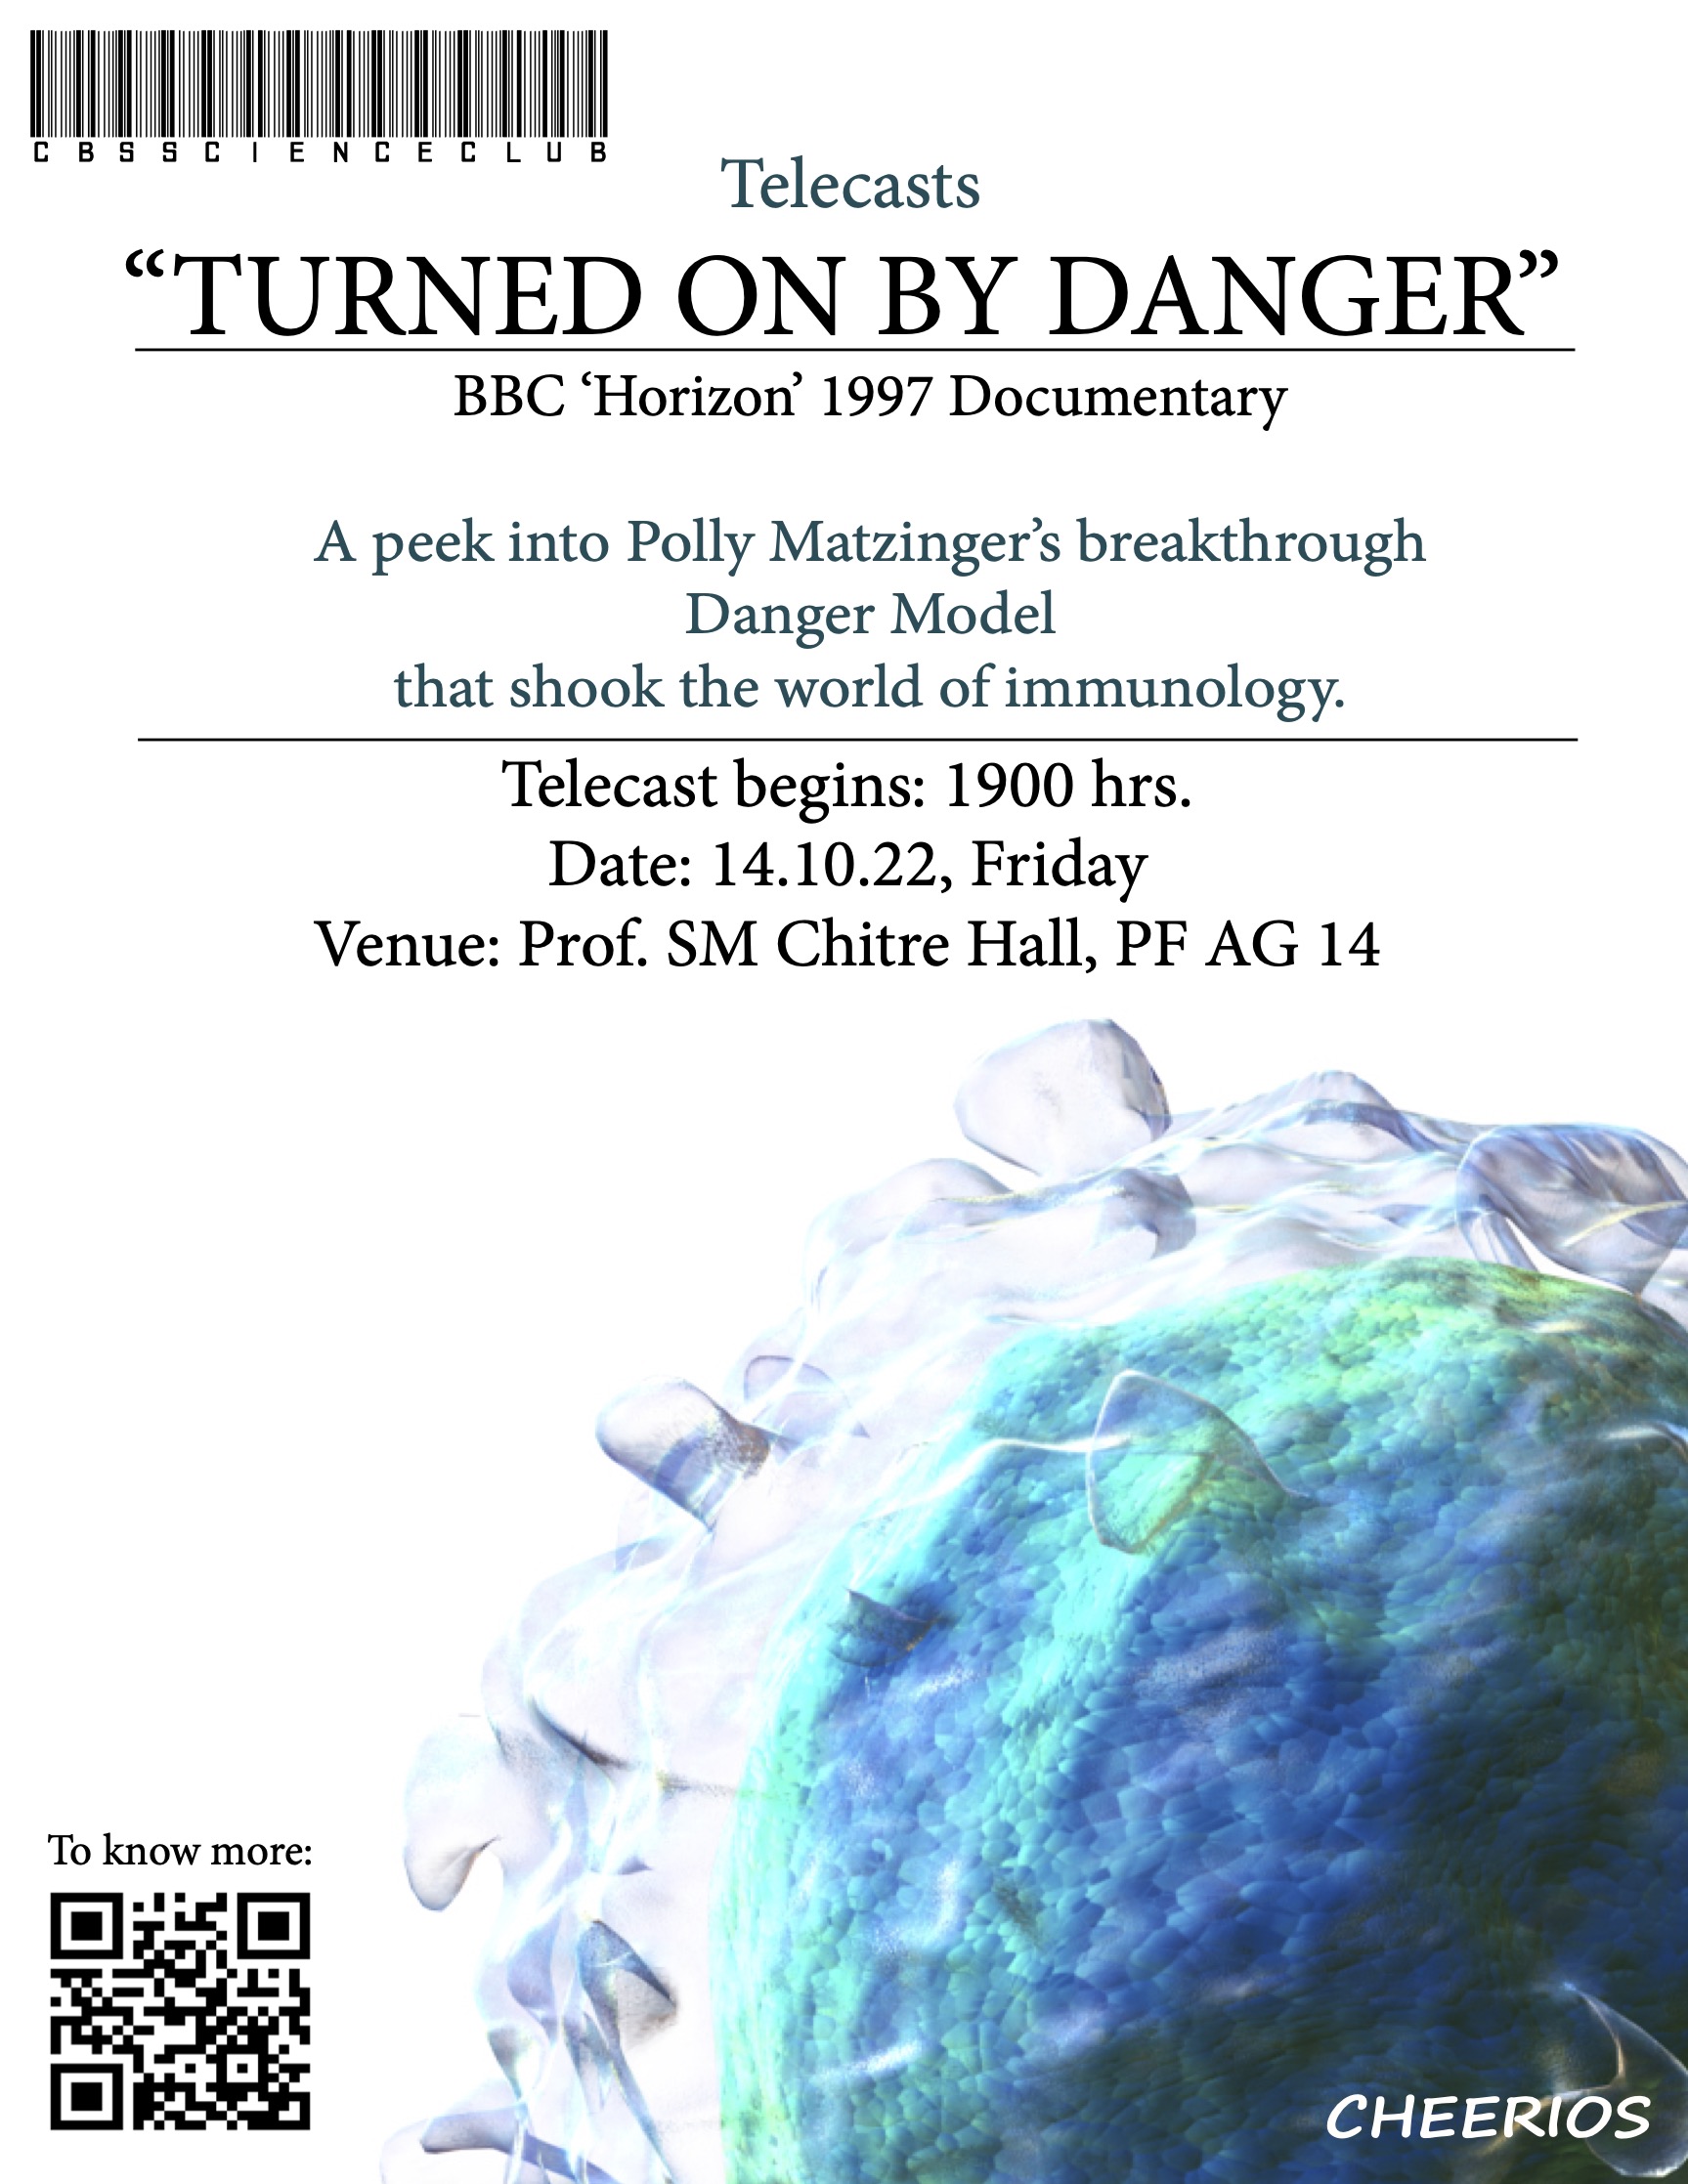 CBSSCIENCECLUB
Telecasts
“TURNED ON BY DANGER”
BBC ‘Horizon’ 1997 Documentary
A peek into Polly Matzinger’s breakthrough
Danger Model
that shook the world of immunology.
Telecast begins: 1900 hrs.
Date: 14.10.22, Friday
Venue: Prof. SM Chitre Hall, PF AG 14
To know more:
CHEERIOS